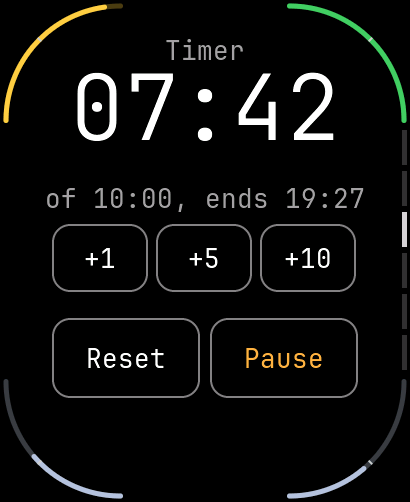 Timer
07:42
of 10:00, ends 19:27
+1 +5 +10
Reset Pause